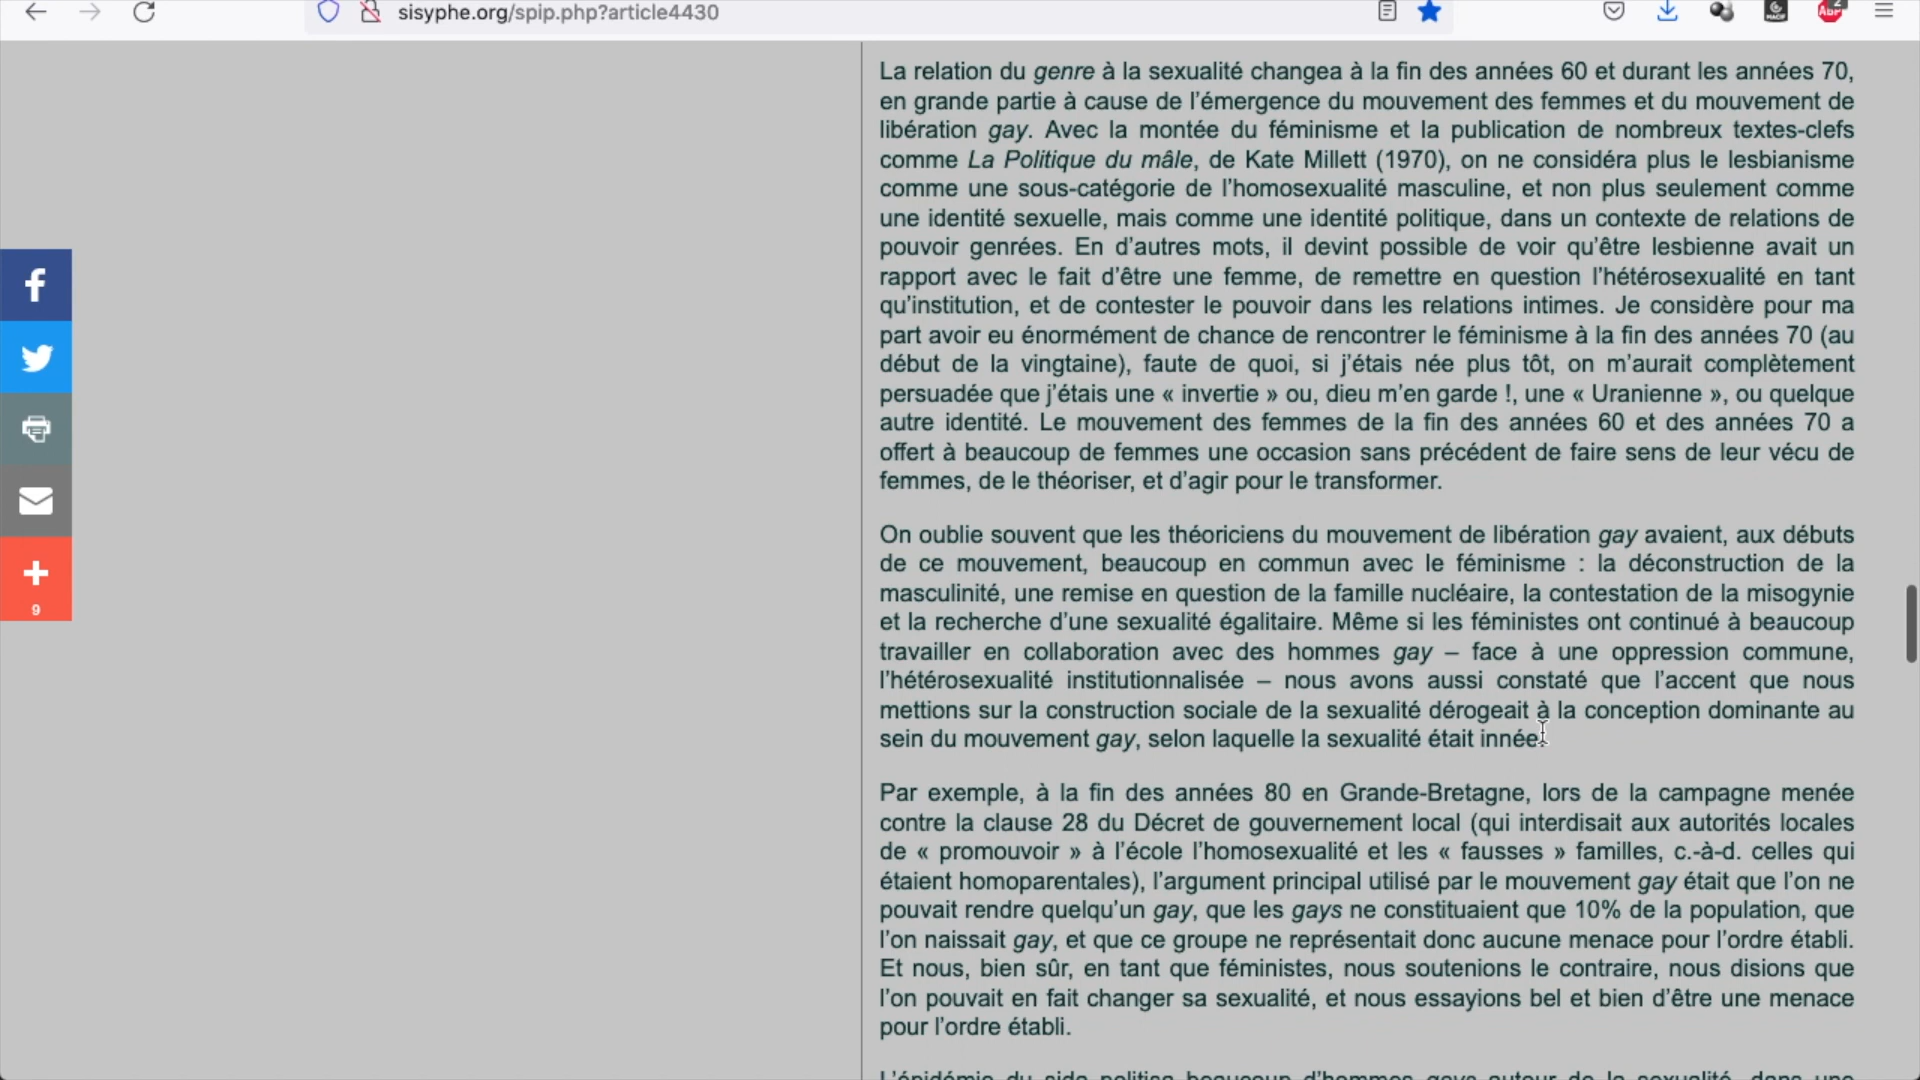 sisyphe.org/spip.php?article4430
2
La relation du genre à la sexualité changea à la fin des années 60 et durant les années 70,
en grande partie à cause de l’émergence du mouvement des femmes et du mouvement de
libération gay. Avec la montée du féminisme et la publication de nombreux textes-clefs
comme La Politique du mâle, de Kate Millett (1970), on ne considéra plus le lesbianisme
comme une sous-catégorie de l’homosexualité masculine, et non plus seulement comme
une identité sexuelle, mais comme une identité politique, dans un contexte de relations de
pouvoir genrées. En d’autres mots, il devint possible de voir qu’être lesbienne avait un
rapport avec le fait d’être une femme, de remettre en question l’hétérosexualité en tant
qu’institution, et de contester le pouvoir dans les relations intimes. Je considère pour ma
part avoir eu énormément de chance de rencontrer le féminisme à la fin des années 70 (au
début de la vingtaine), faute de quoi, si j’étais née plus tôt, on m’aurait complètement
persuadée que j’étais une « invertie » ou, dieu m’en garde !, une « Uranienne », ou quelque
autre identité. Le mouvement des femmes de la fin des années 60 et des années 70 a
offert à beaucoup de femmes une occasion sans précédent de faire sens de leur vécu de
femmes, de le théoriser, et d’agir pour le transformer.
On oublie souvent que les théoriciens du mouvement de libération gay avaient, aux débuts
de ce mouvement, beaucoup en commun avec le féminisme : la déconstruction de la
masculinité, une remise en question de la famille nucléaire, la contestation de la misogynie
et la recherche d’une sexualité égalitaire. Même si les féministes ont continué à beaucoup
travailler en collaboration avec des hommes gay – face à une oppression commune,
l’hétérosexualité institutionnalisée – nous avons aussi constaté que l’accent que nous
mettions sur la construction sociale de la sexualité dérogeait à la conception dominante au
sein du mouvement gay, selon laquelle la sexualité était innée.
Par exemple, à la fin des années 80 en Grande-Bretagne, lors de la campagne menée
contre la clause 28 du Décret de gouvernement local (qui interdisait aux autorités locales
de « promouvoir » à l’école l’homosexualité et les « fausses » familles, c.-à-d. celles qui
étaient homoparentales), l’argument principal utilisé par le mouvement gay était que l’on ne
pouvait rendre quelqu’un gay, que les gays ne constituaient que 10% de la population, que
l’on naissait gay, et que ce groupe ne représentait donc aucune menace pour l’ordre établi.
Et nous, bien sûr, en tant que féministes, nous soutenions le contraire, nous disions que
l’on pouvait en fait changer sa sexualité, et nous essayions bel et bien d’être une menace
pour l’ordre établi.
L’épidémie du sida politisa beaucoup d’hommes gays autour de la sexualité, dans une
9